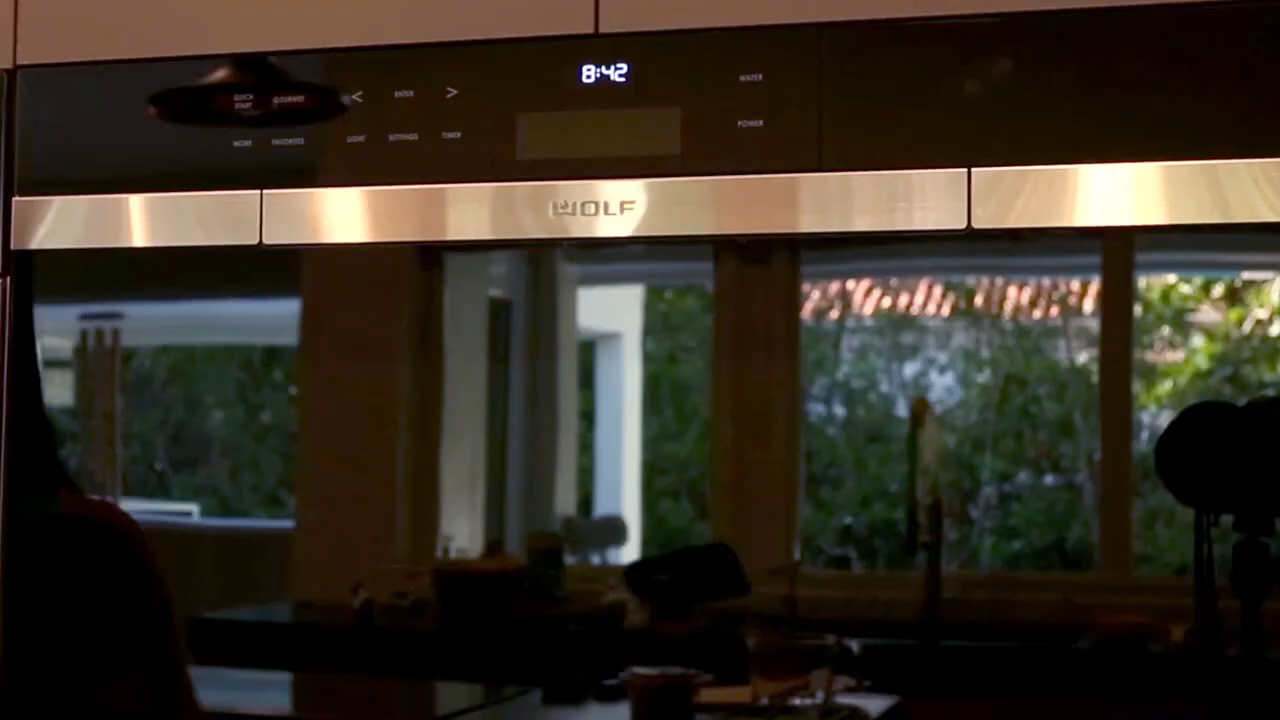 8:42
QUICK START GOURMET < ENTER > WATER
MORE FAVORITES LIGHT SETTINGS TIMER POWER
WOLF